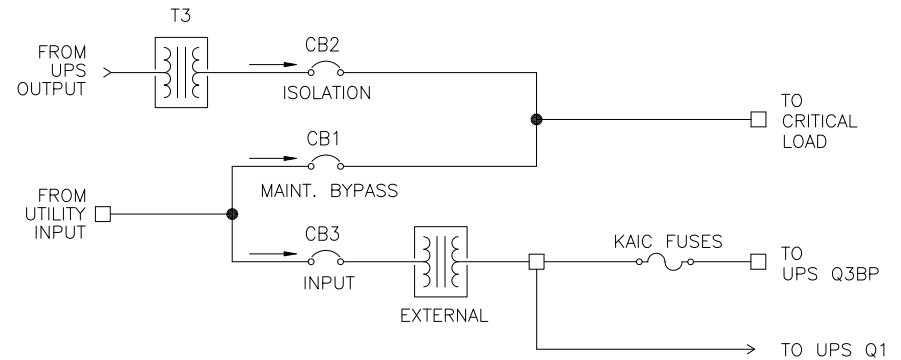 T3
FROM
UPS
OUTPUT
CB2
ISOLATION
TO
CRITICAL
LOAD
CB1
MAINT. BYPASS
FROM
UTILITY
INPUT
CB3
INPUT
EXTERNAL
KAIC FUSES
TO
UPS Q3BP
TO UPS Q1